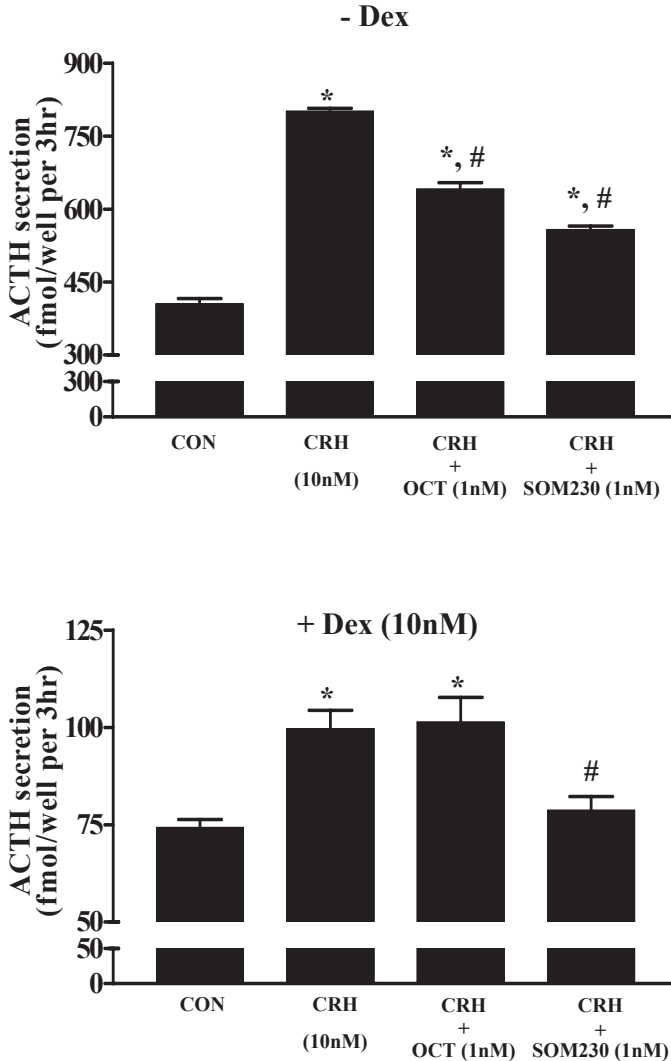 - Dex
ACTH secretion
(fmol/well per 3hr)
900
750
600
450
300
300
0
*
*, #
*, #
CON
CRH
(10nM)
CRH
+
OCT (1nM)
CRH
+
SOM230 (1nM)
+ Dex (10nM)
ACTH secretion
(fmol/well per 3hr)
125
100
75
50
50
0
*
*
#
CON
CRH
(10nM)
CRH
+
OCT (1nM)
CRH
+
SOM230 (1nM)